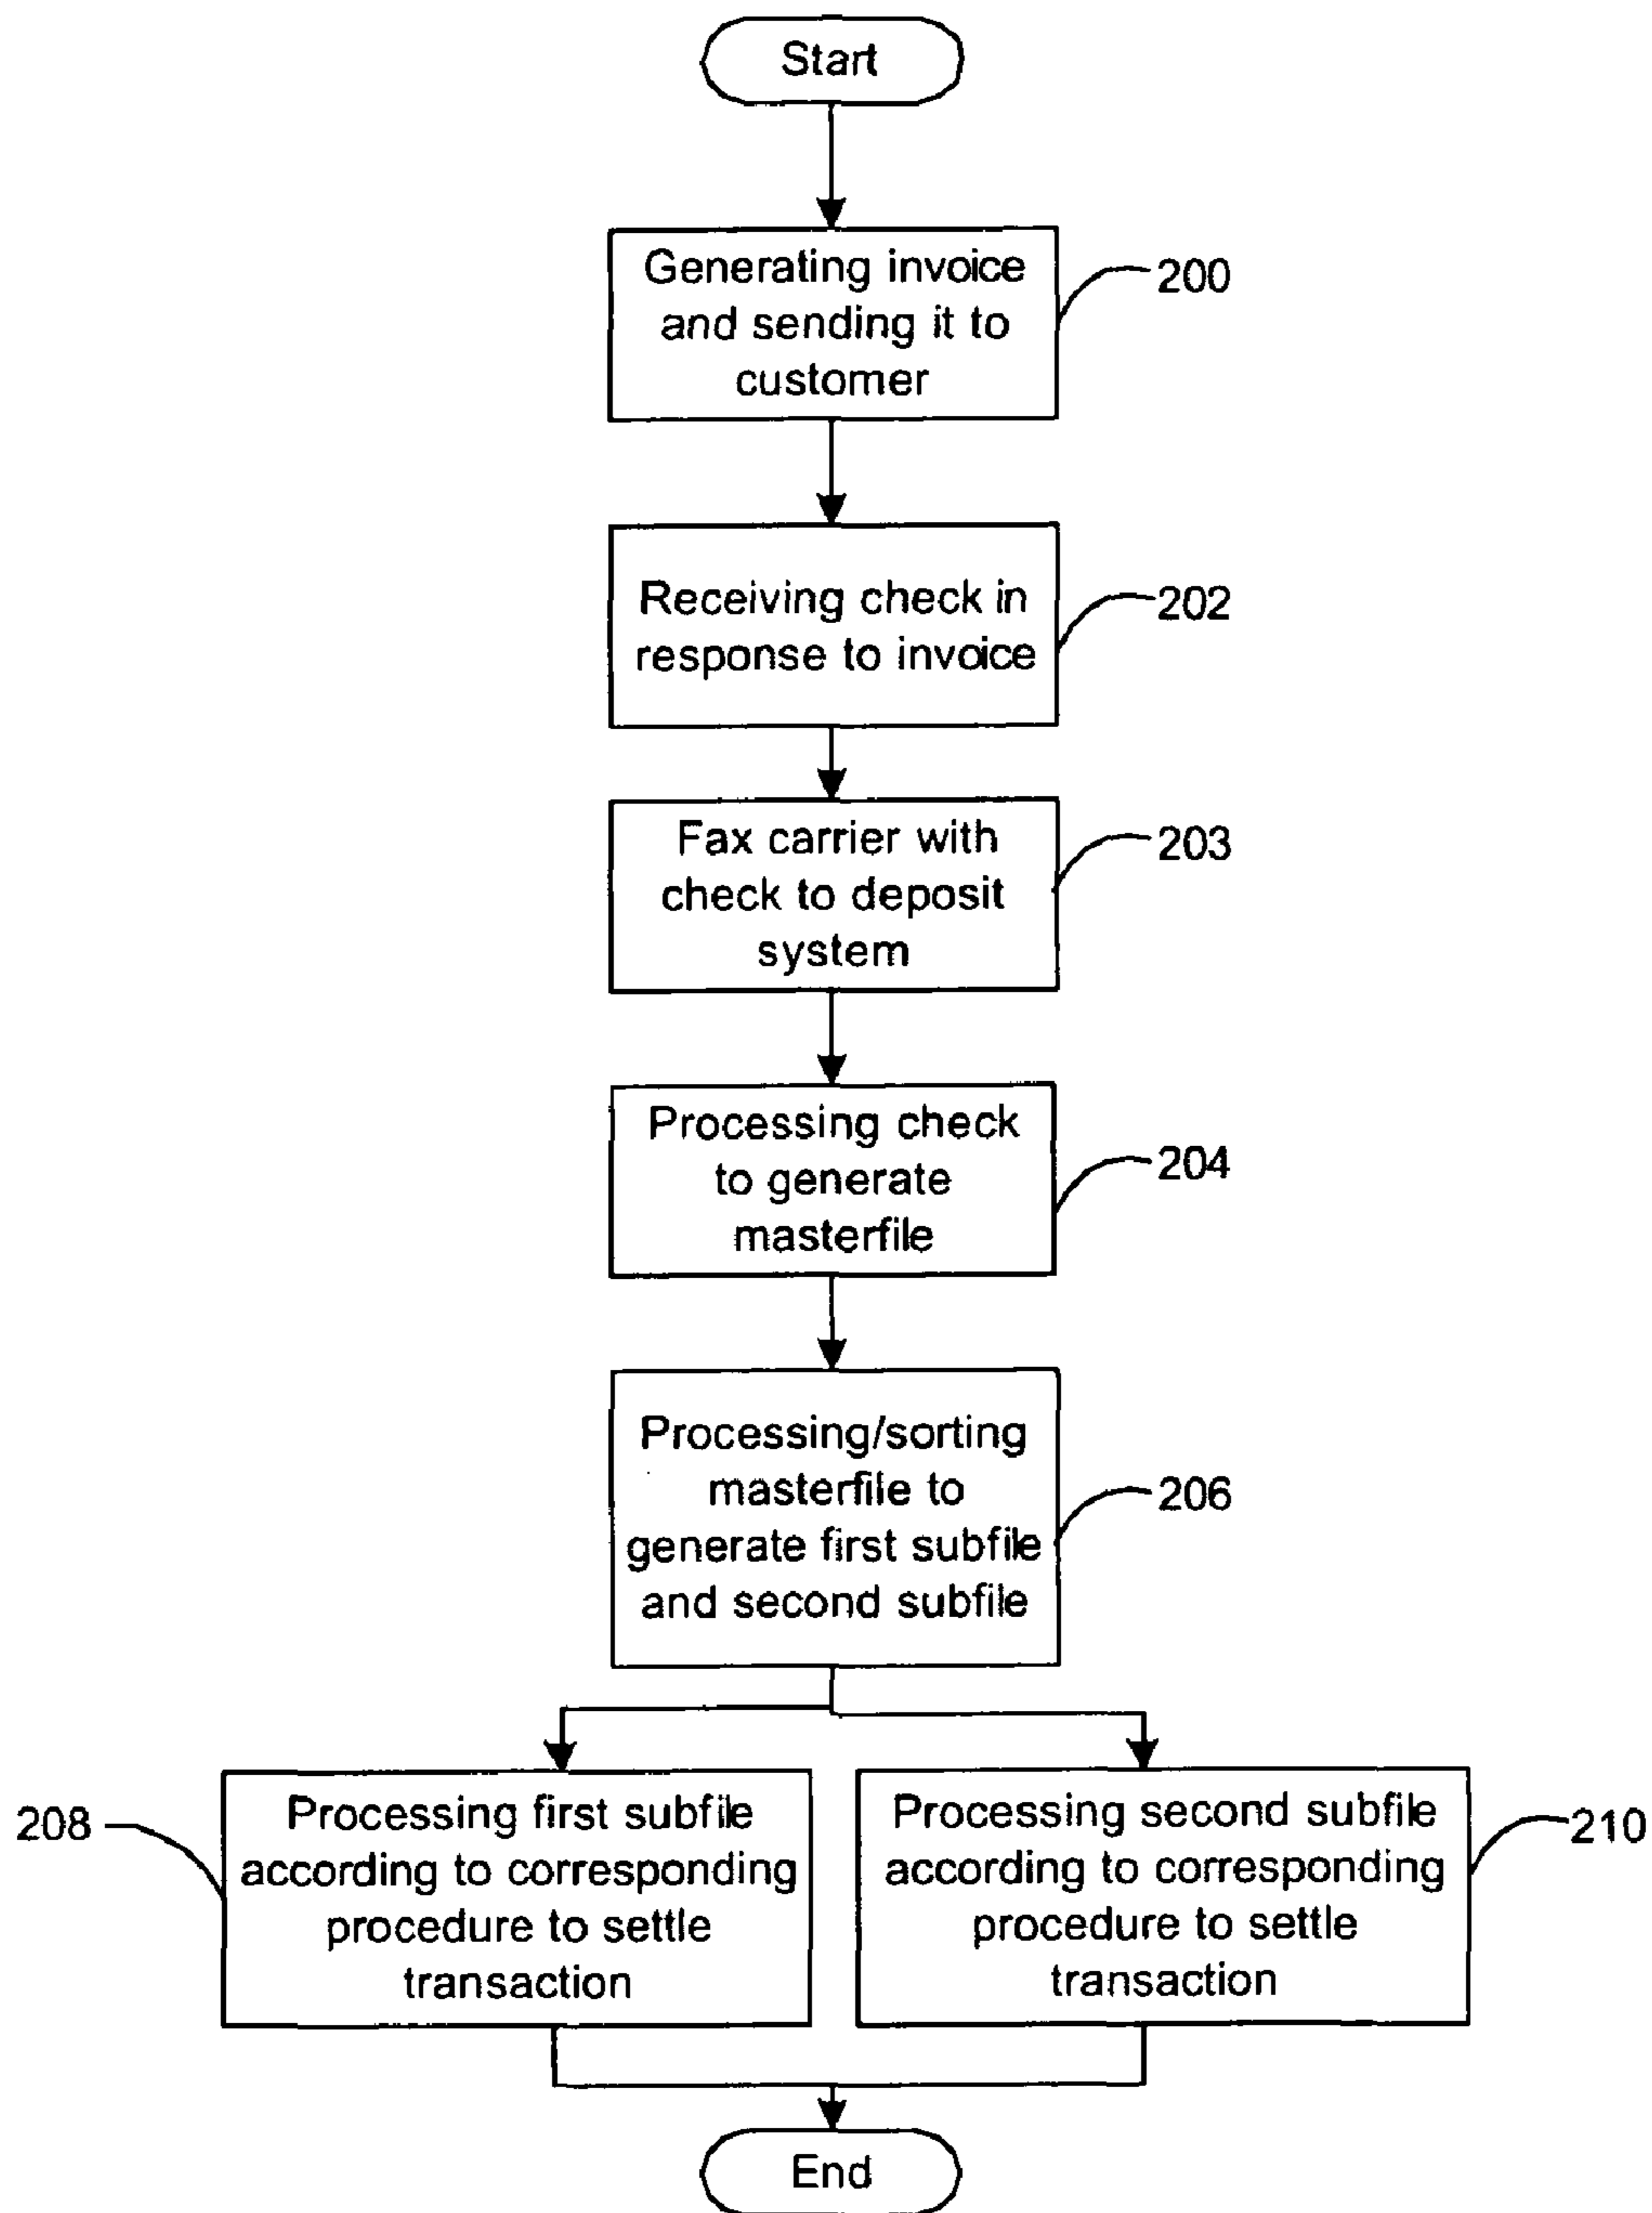 Start
Generating invoice
and sending it to
customer
200
Receiving check in
response to invoice
202
Fax carrier with
check to deposit
system
203
Processing check
to generate
masterfile
204
Processing/sorting
masterfile to
generate first subfile
and second subfile
206
208
Processing first subfile
according to corresponding
procedure to settle
transaction
Processing second subfile
according to corresponding
procedure to settle
transaction
210
End